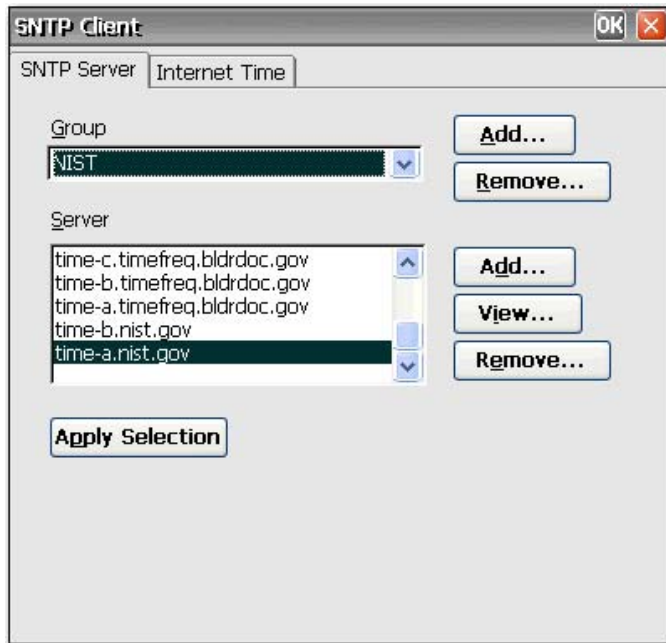 SNTP Client OK
SNTP Server Internet Time
Group
NIST
Add...
Remove...
Server
time-c.timefreq.bldrdoc.gov
time-b.timefreq.bldrdoc.gov
time-a.timefreq.bldrdoc.gov
time-b.nist.gov
time-a.nist.gov
Add...
View...
Remove...
Apply Selection